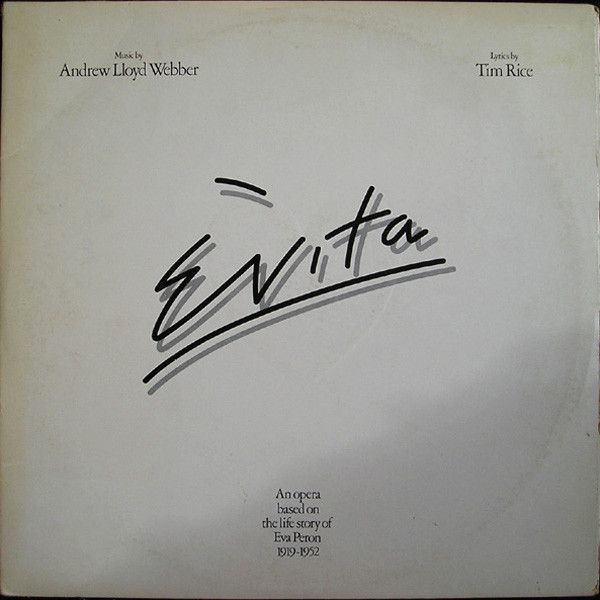 Music by
Andrew Lloyd Webber
Lyrics by
Tim Rice
Evita
An opera
based on
the life story of
Eva Peron
1919-1952